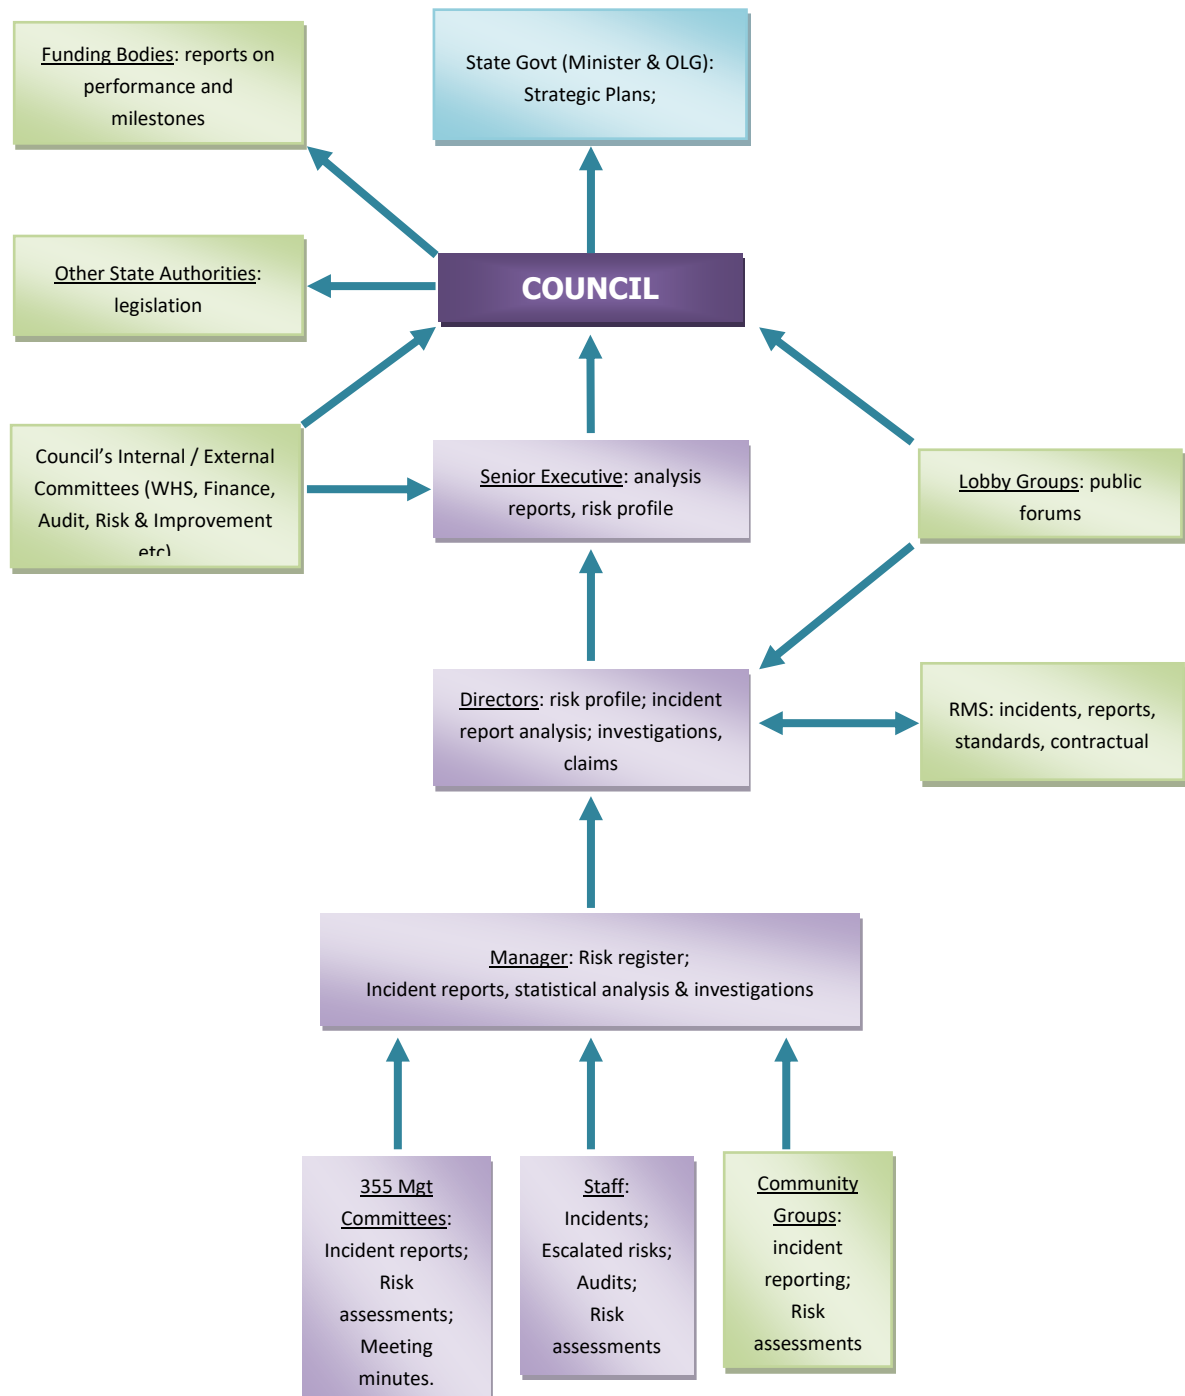 Funding Bodies: reports on
performance and
milestones
State Govt (Minister & OLG):
Strategic Plans;
Other State Authorities:
legislation
COUNCIL
Council’s Internal / External
Committees (WHS, Finance,
Audit, Risk & Improvement
etc)
Senior Executive: analysis
reports, risk profile
Lobby Groups: public
forums
Directors: risk profile; incident
report analysis; investigations,
claims
RMS: incidents, reports,
standards, contractual
Manager: Risk register;
Incident reports, statistical analysis & investigations
355 Mgt
Committees:
Incident reports;
Risk
assessments;
Meeting
minutes.
Staff:
Incidents;
Escalated risks;
Audits;
Risk
assessments
Community
Groups:
incident
reporting;
Risk
assessments